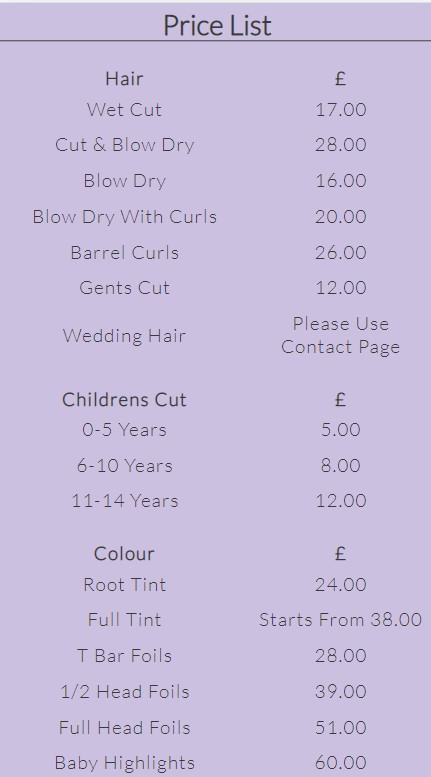 Price List
Hair £
Wet Cut 17.00
Cut & Blow Dry 28.00
Blow Dry 16.00
Blow Dry With Curls 20.00
Barrel Curls 26.00
Gents Cut 12.00
Wedding Hair Please Use
Contact Page
Childrens Cut £
0-5 Years 5.00
6-10 Years 8.00
11-14 Years 12.00
Colour £
Root Tint 24.00
Full Tint Starts From 38.00
T Bar Foils 28.00
1/2 Head Foils 39.00
Full Head Foils 51.00
Baby Highlights 60.00